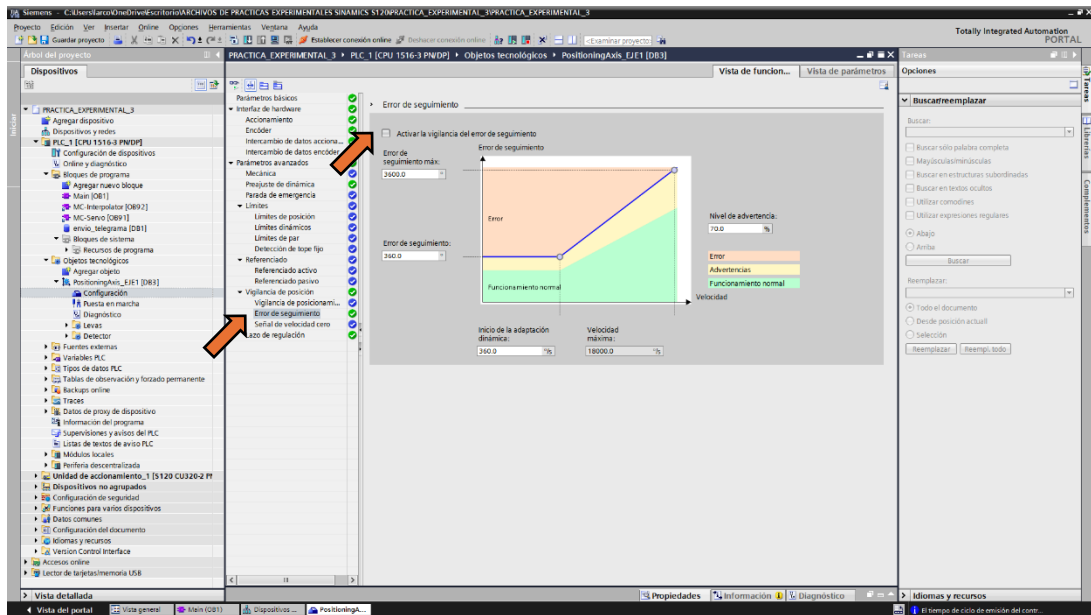 Siemens - C:\Users\farco\OneDrive\Escritorio\ARCHIVOS DE PRACTICAS EXPERIMENTALES SINAMICS S120\PRACTICA_EXPERIMENTAL_3\PRACTICA_EXPERIMENTAL_3
Proyecto Edición Ver Insertar Online Opciones Herramientas Ventana Ayuda
Totally Integrated Automation
PORTAL
Guardar proyecto Establecer conexión online Deshacer conexión online <Examinar proyecto>
Árbol del proyecto
PRACTICA_EXPERIMENTAL_3 PLC_1 [CPU 1516-3 PN/DP] Objetos tecnológicos PositioningAxis_EJE1 [DB3]
Tareas
Dispositivos
Vista de funcion... Vista de parámetros
Opciones
Iniciar
PRACTICA_EXPERIMENTAL_3
Agregar dispositivo
Dispositivos y redes
PLC_1 [CPU 1516-3 PN/DP]
Configuración de dispositivos
Online y diagnóstico
Bloques de programa
Agregar nuevo bloque
Main [OB1]
MC-Interpolator [OB92]
MC-Servo [OB91]
envio_telegrama [DB1]
Bloques de sistema
Recursos de programa
Objetos tecnológicos
Agregar objeto
PositioningAxis_EJE1 [DB3]
Configuración
Puesta en marcha
Diagnóstico
Levas
Detector
Fuentes externas
Variables PLC
Tipos de datos PLC
Tablas de observación y forzado permanente
Backups online
Traces
Datos de proxy de dispositivo
Información del programa
Supervisiones y avisos del PLC
Listas de textos de aviso PLC
Módulos locales
Periferia descentralizada
Unidad de accionamiento_1 [S120 CU320-2 P
Dispositivos no agrupados
Configuración de seguridad
Funciones para varios dispositivos
Datos comunes
Configuración del documento
Idiomas y recursos
Version Control Interface
Accesos online
Lector de tarjetas/memoria USB
Vista detallada
Parámetros básicos
Interfaz de hardware
Accionamiento
Encóder
Intercambio de datos acciona...
Intercambio de datos encóder
Parámetros avanzados
Mecánica
Preajuste de dinámica
Parada de emergencia
Límites
Límites de posición
Límites dinámicos
Límites de par
Detección de tope fijo
Referenciado
Referenciado activo
Referenciado pasivo
Vigilancia de posición
Vigilancia de posicionami...
Error de seguimiento
Señal de velocidad cero
Lazo de regulación
Error de seguimiento
Activar la vigilancia del error de seguimiento
Error de
seguimiento máx:
3600.0 °
Error de seguimiento
Error
Error de seguimiento:
360.0 °
Funcionamiento normal
Velocidad
Nivel de advertencia:
70.0 %
Error
Advertencias
Funcionamiento normal
Inicio de la adaptación
dinámica:
360.0 °/s
Velocidad
máxima:
18000.0 °/s
Buscar/reemplazar
Buscar:
Buscar sólo palabra completa
Mayúsculas/minúsculas
Buscar en estructuras subordinadas
Buscar en textos ocultos
Utilizar comodines
Utilizar expresiones regulares
Abajo
Arriba
Buscar
Reemplazar:
Todo el documento
Desde posición actuall
Selección
Reemplazar Reempl. todo
Idiomas y recursos
Tareas
Librerías
Complementos
Propiedades Información Diagnóstico
Vista del portal Vista general Main (OB1) Dispositivos ... PositioningA...
El tiempo de ciclo de emisión del contr...